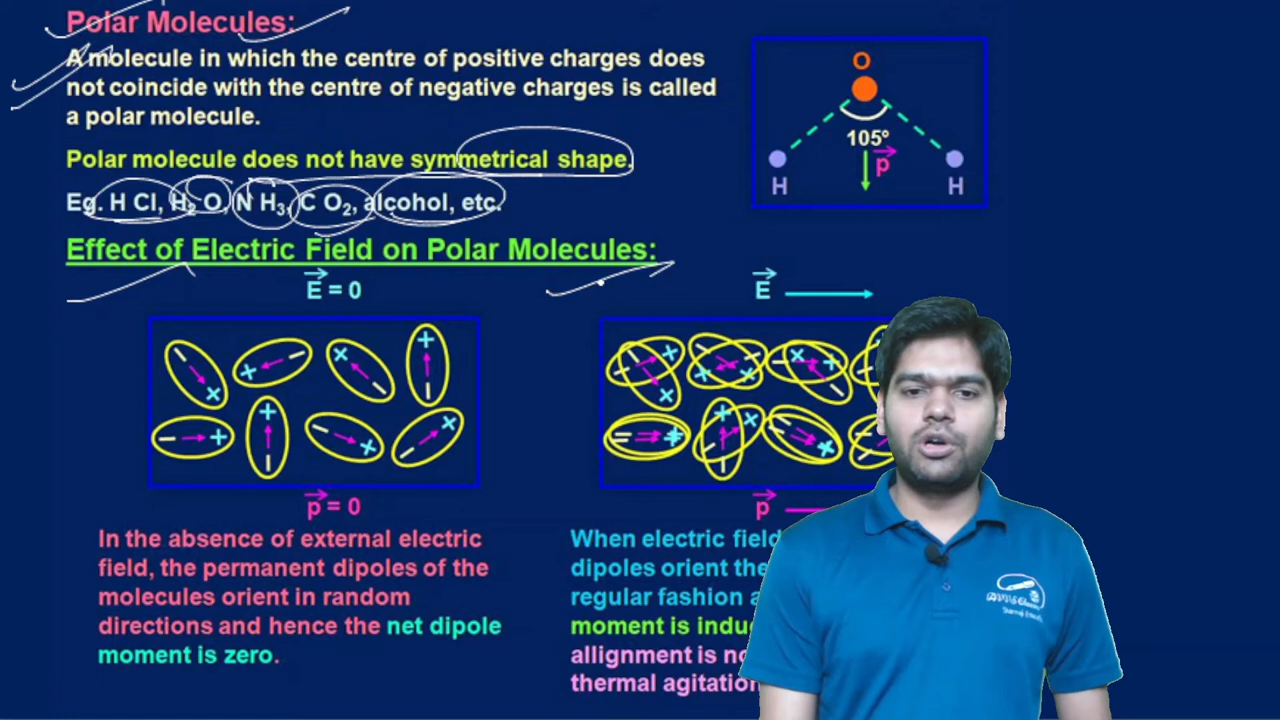 Polar Molecules:
A molecule in which the centre of positive charges does
not coincide with the centre of negative charges is called
a polar molecule.
Polar molecule does not have symmetrical shape.
Eg. H Cl, H2 O, N H3, C O2, alcohol, etc.
O
105º
p
H
H
Effect of Electric Field on Polar Molecules:
E = 0
E
p = 0
p
In the absence of external electric
field, the permanent dipoles of the
molecules orient in random
directions and hence the net dipole
moment is zero.
When electric field
dipoles orient the
regular fashion a
moment is indu
allignment is no
thermal agitation